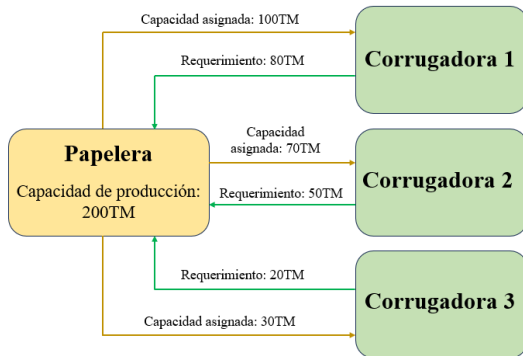 Capacidad asignada: 100TM
Corrugadora 1
Requerimiento: 80TM
Papelera
Capacidad de producción:
200TM
Capacidad
asignada: 70TM
Corrugadora 2
Requerimiento: 50TM
Requerimiento: 20TM
Corrugadora 3
Capacidad asignada: 30TM